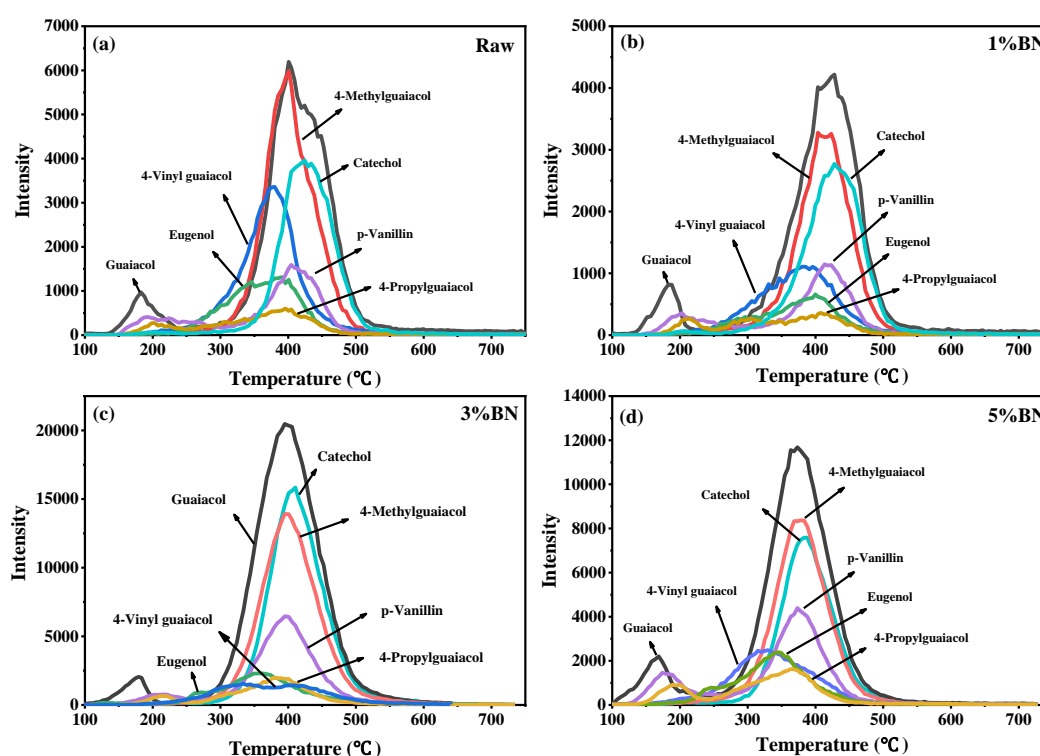 (a)
Raw
7000
6000
5000
4000
3000
2000
1000
0
Intensity
4-Methylguaiacol
Catechol
4-Vinyl guaiacol
p-Vanillin
Eugenol
4-Propylguaiacol
Guaiacol
100 200 300 400 500 600 700
Temperature (℃)
(b)
1%BN
5000
4000
3000
2000
1000
0
Intensity
4-Methylguaiacol
Catechol
p-Vanillin
4-Vinyl guaiacol
Eugenol
Guaiacol
4-Propylguaiacol
100 200 300 400 500 600 700
Temperature (℃)
(c)
3%BN
20000
15000
10000
5000
0
Intensity
Catechol
Guaiacol
4-Methylguaiacol
4-Vinyl guaiacol
p-Vanillin
Eugenol
4-Propylguaiacol
100 200 300 400 500 600 700
Temperature (℃)
(d)
5%BN
14000
12000
10000
8000
6000
4000
2000
0
Intensity
4-Methylguaiacol
Catechol
p-Vanillin
4-Vinyl guaiacol
Eugenol
Guaiacol
4-Propylguaiacol
100 200 300 400 500 600 700
Temperature (℃)